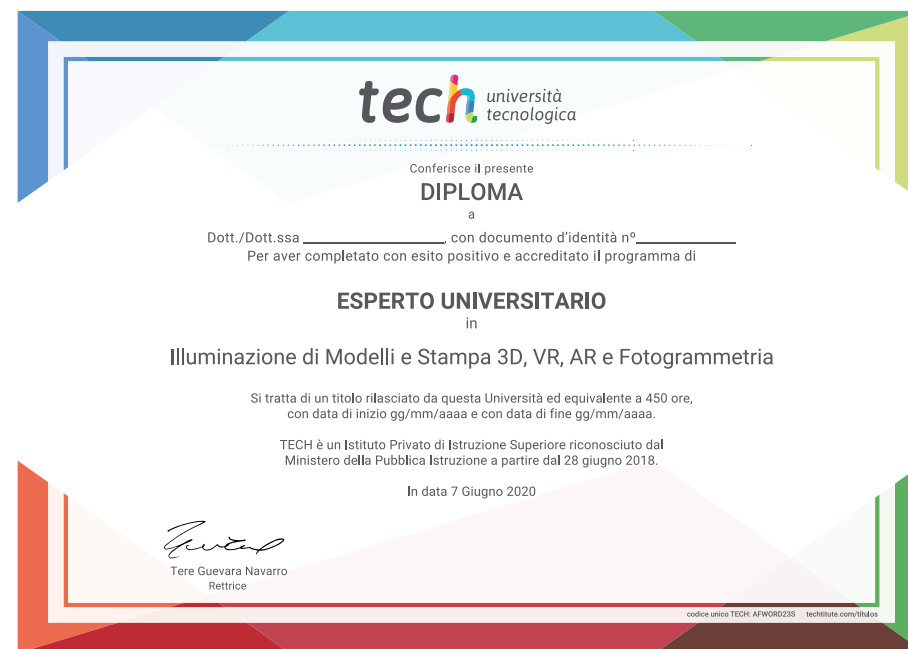 tech università
tecnologica
Conferisce il presente
DIPLOMA
a
Dott./Dott.ssa ________________, con documento d'identità nº____________
Per aver completato con esito positivo e accreditato il programma di
ESPERTO UNIVERSITARIO
in
Illuminazione di Modelli e Stampa 3D, VR, AR e Fotogrammetria
Si tratta di un titolo rilasciato da questa Università ed equivalente a 450 ore,
con data di inizio gg/mm/aaaa e con data di fine gg/mm/aaaa.
TECH è un Istituto Privato di Istruzione Superiore riconosciuto dal
Ministero della Pubblica Istruzione a partire dal 28 giugno 2018.
In data 7 Giugno 2020
Tere Guevara Navarro
Rettrice
codice unico TECH: AFWORD23S techtitute.com/títulos